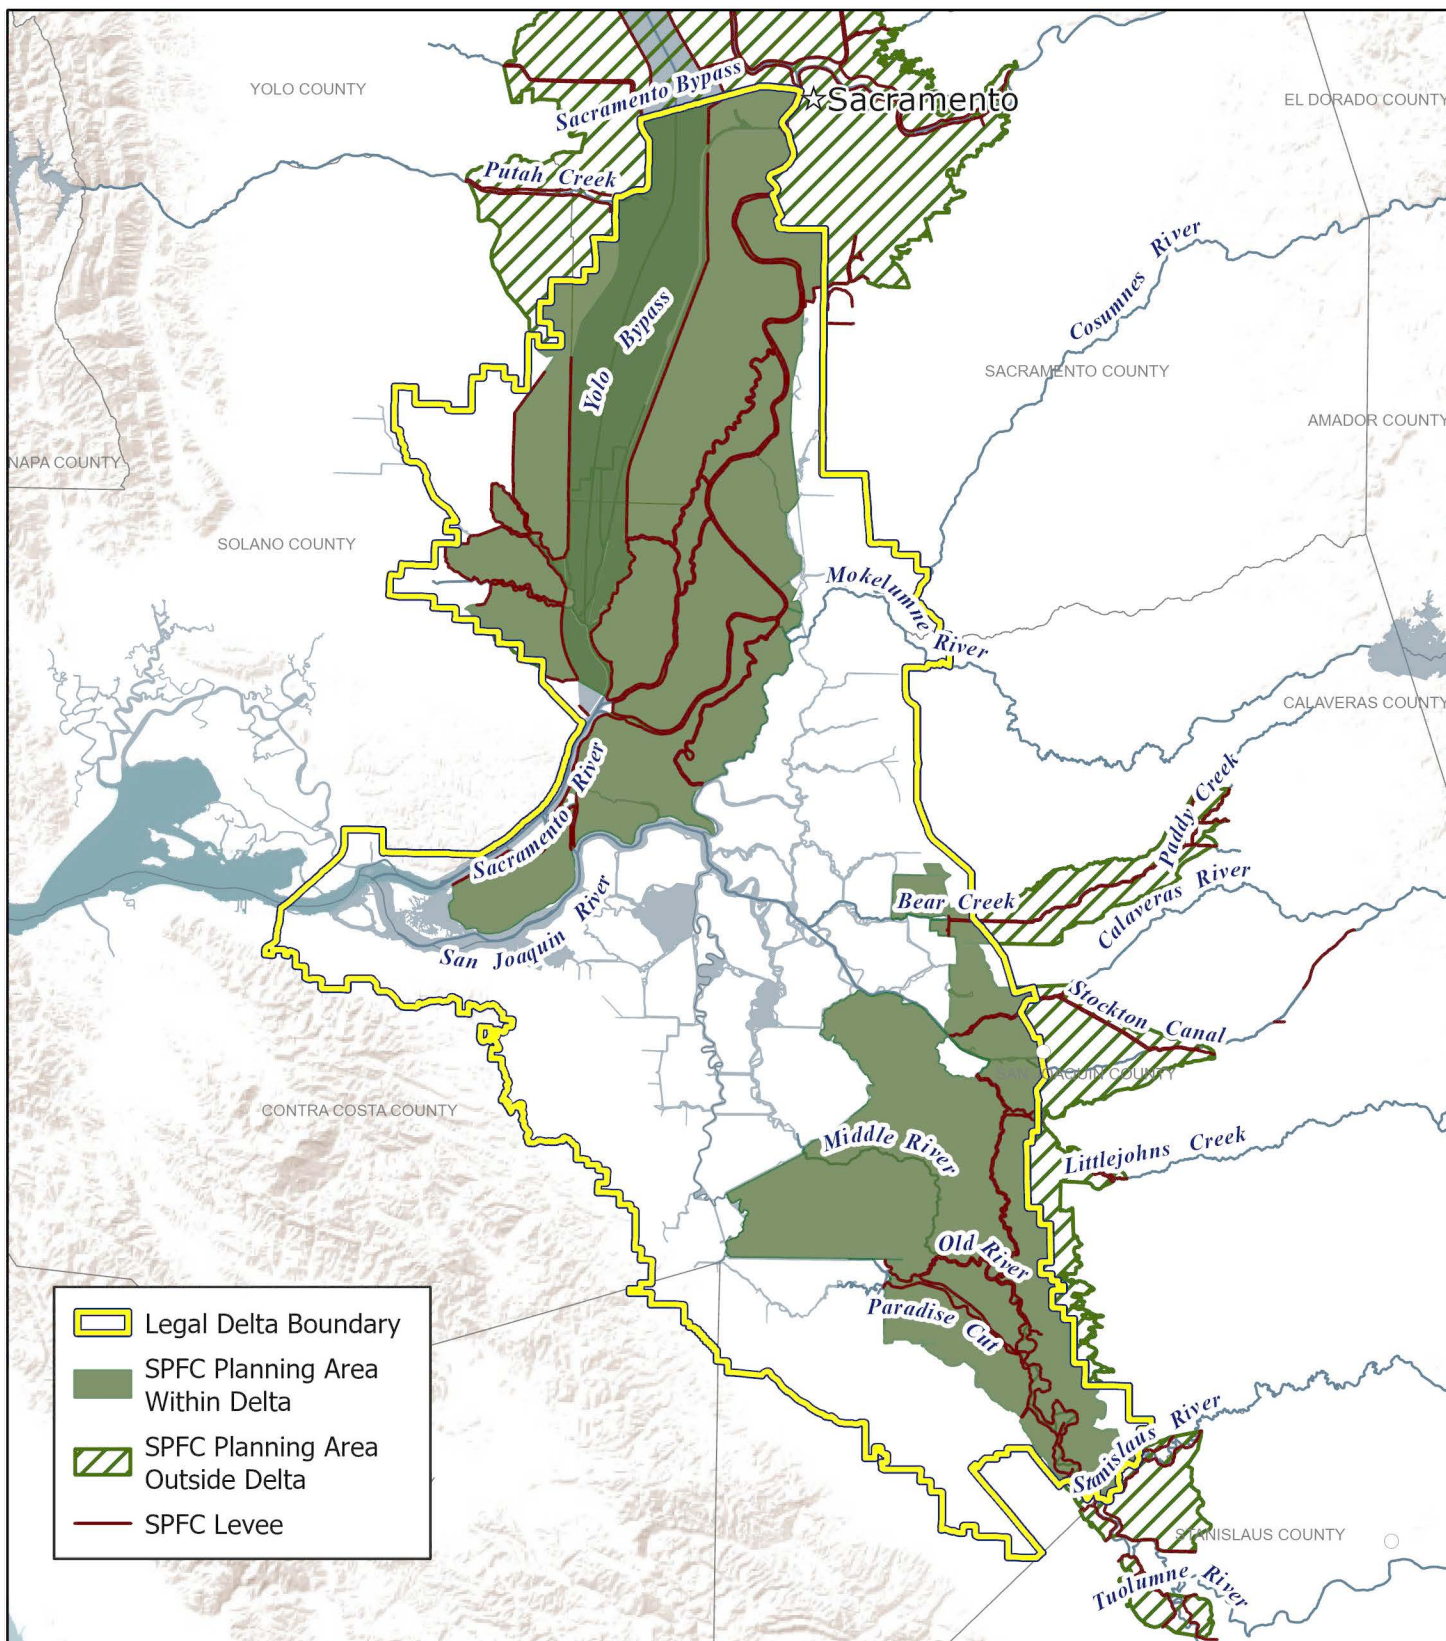 YOLO COUNTY
Sacramento Bypass
Sacramento
EL DORADO COUNTY
Putah Creek
Cosumnes River
Yolo Bypass
SACRAMENTO COUNTY
AMADOR COUNTY
NAPA COUNTY
SOLANO COUNTY
Mokelumne River
CALAVERAS COUNTY
Sacramento River
Paddy Creek
Bear Creek
Calaveras River
San Joaquin River
Stockton Canal
SAN JOAQUIN COUNTY
CONTRA COSTA COUNTY
Middle River
Littlejohns Creek
Old River
Paradise Cut
Stanislaus River
STANISLAUS COUNTY
Tuolumne River
Legal Delta Boundary
SPFC Planning Area
Within Delta
SPFC Planning Area
Outside Delta
SPFC Levee